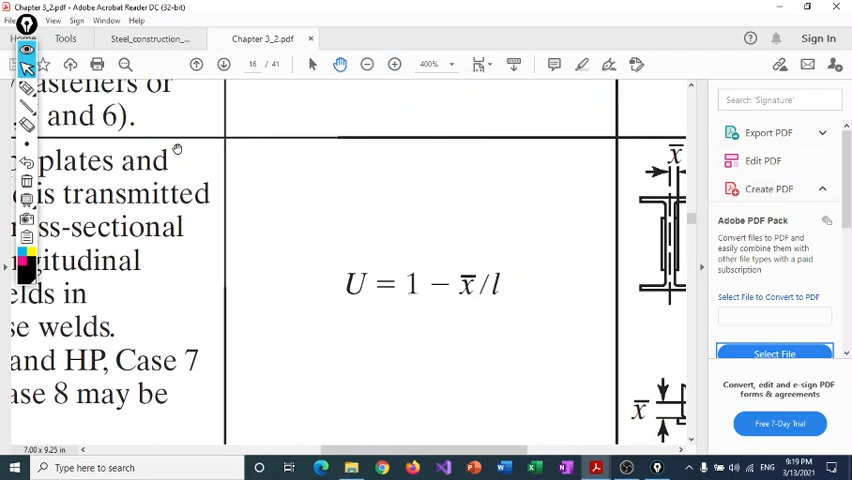 Chapter 3_2.pdf - Adobe Acrobat Reader DC (32-bit)
View Sign Window Help
Tools
Steel_construction_...
Chapter 3_2.pdf
Sign In
16 / 41
400%
asteners or
and 6).
plates and
is transmitted
ss-sectional
gitudinal
elds in
se welds.
and HP, Case 7
ase 8 may be
U = 1 − x̅/l
x̅
x̅
Search 'Signature'
Export PDF
Edit PDF
Create PDF
Adobe PDF Pack
Convert files to PDF and
easily combine them with
other file types with a paid
subscription
Select File to Convert to PDF
Select File
Convert, edit and e-sign PDF
forms & agreements
Free 7-Day Trial
7.00 x 9.25 in
Type here to search
ENG
9:19 PM
3/13/2021